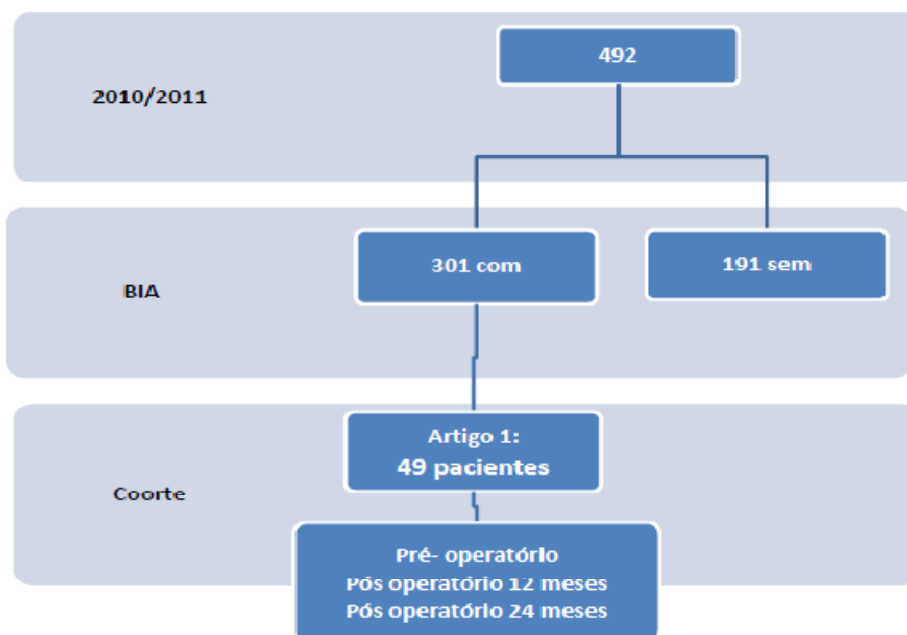 492
2010/2011
301 com
191 sem
BIA
Artigo 1:
49 pacientes
Coorte
Pré- operatório
Pós operatório 12 meses
Pós operatório 24 meses